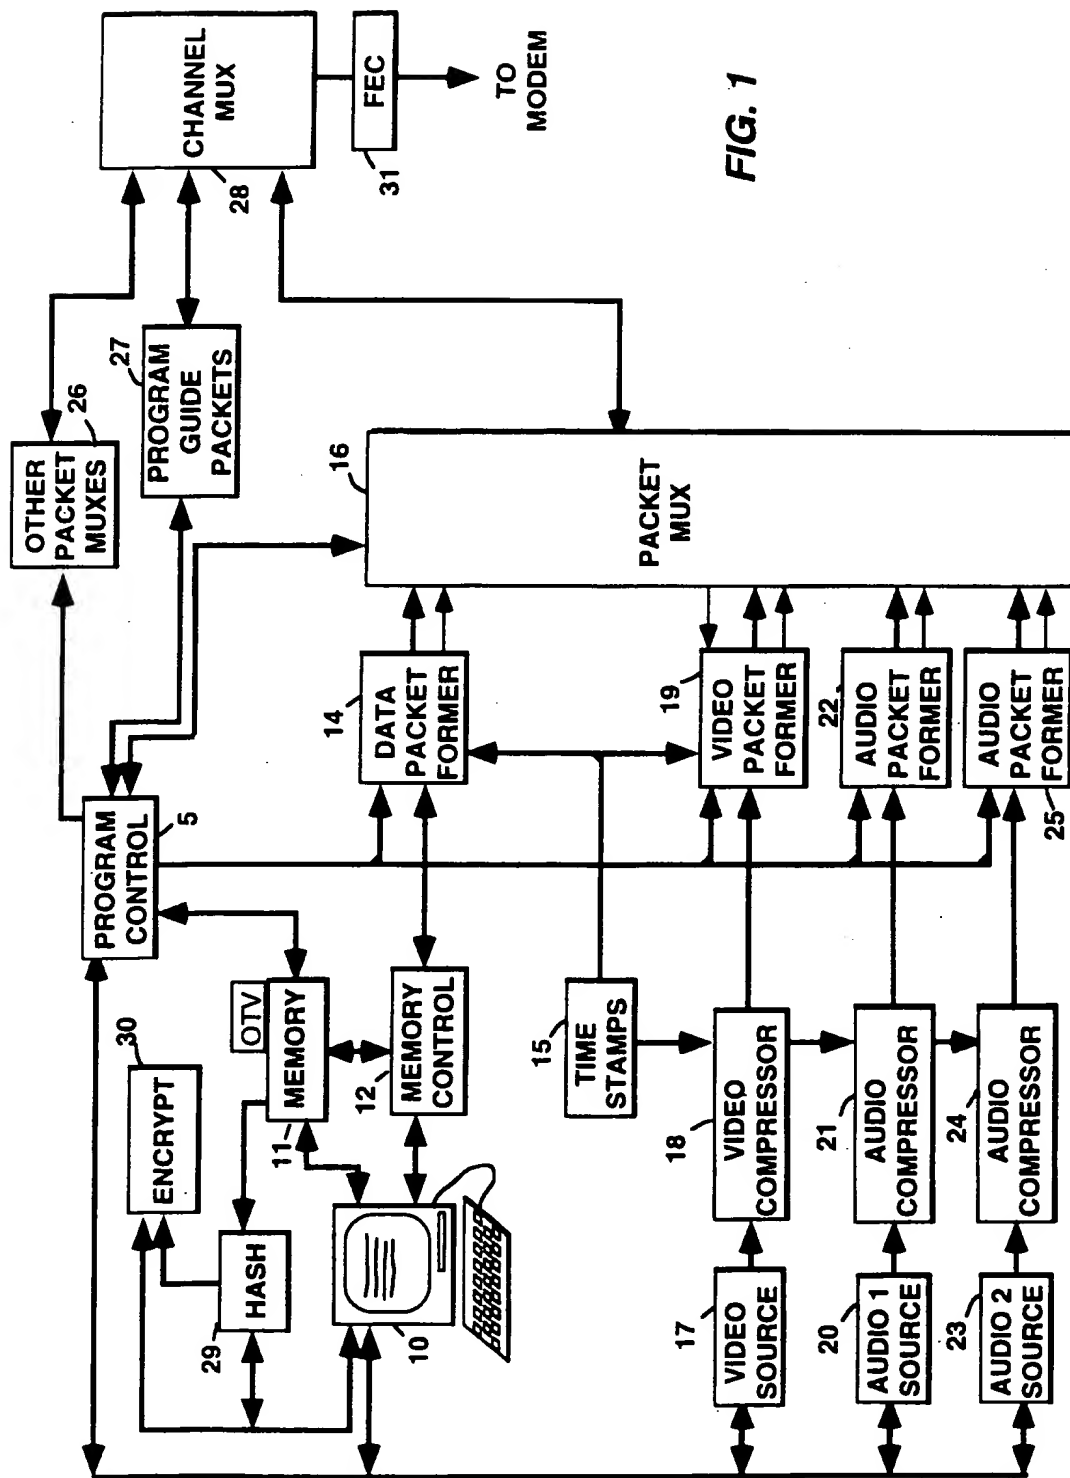 CHANNEL
MUX
28
FEC
31
TO
MODEM
FIG. 1
OTHER
PACKET
MUXES
26
PROGRAM
GUIDE
PACKETS
27
PACKET
MUX
16
PROGRAM
CONTROL
5
DATA
PACKET
FORMER
14
VIDEO
PACKET
FORMER
19
AUDIO
PACKET
FORMER
22
AUDIO
PACKET
FORMER
25
ENCRYPT
30
OTV
MEMORY
11
MEMORY
CONTROL
12
TIME
STAMPS
15
HASH
29
10
VIDEO
COMPRESSOR
18
AUDIO
COMPRESSOR
21
AUDIO
COMPRESSOR
24
VIDEO
SOURCE
17
AUDIO 1
SOURCE
20
AUDIO 2
SOURCE
23